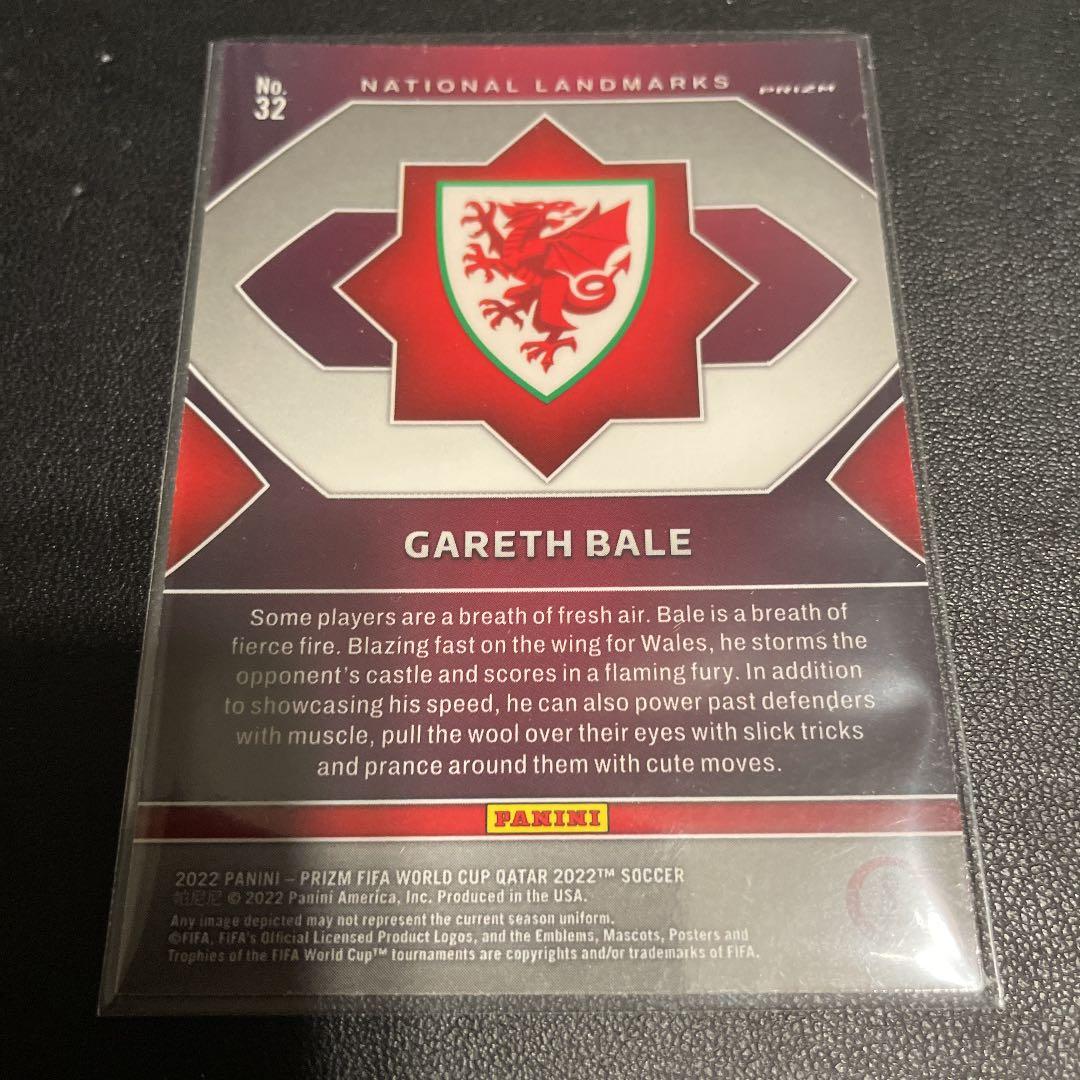 No.
32
NATIONAL LANDMARKS
PRIZM
GARETH BALE
Some players are a breath of fresh air. Bale is a breath of
fierce fire. Blazing fast on the wing for Wales, he storms the
opponent's castle and scores in a flaming fury. In addition
to showcasing his speed, he can also power past defenders
with muscle, pull the wool over their eyes with slick tricks
and prance around them with cute moves.
PANINI
2022 PANINI – PRIZM FIFA WORLD CUP QATAR 2022™ SOCCER
帕尼尼 © 2022 Panini America, Inc. Produced in the USA.
Any image depicted may not represent the current season uniform.
©FIFA, FIFA's Official Licensed Product Logos, and the Emblems, Mascots, Posters and
Trophies of the FIFA World Cup™ tournaments are copyrights and/or trademarks of FIFA.